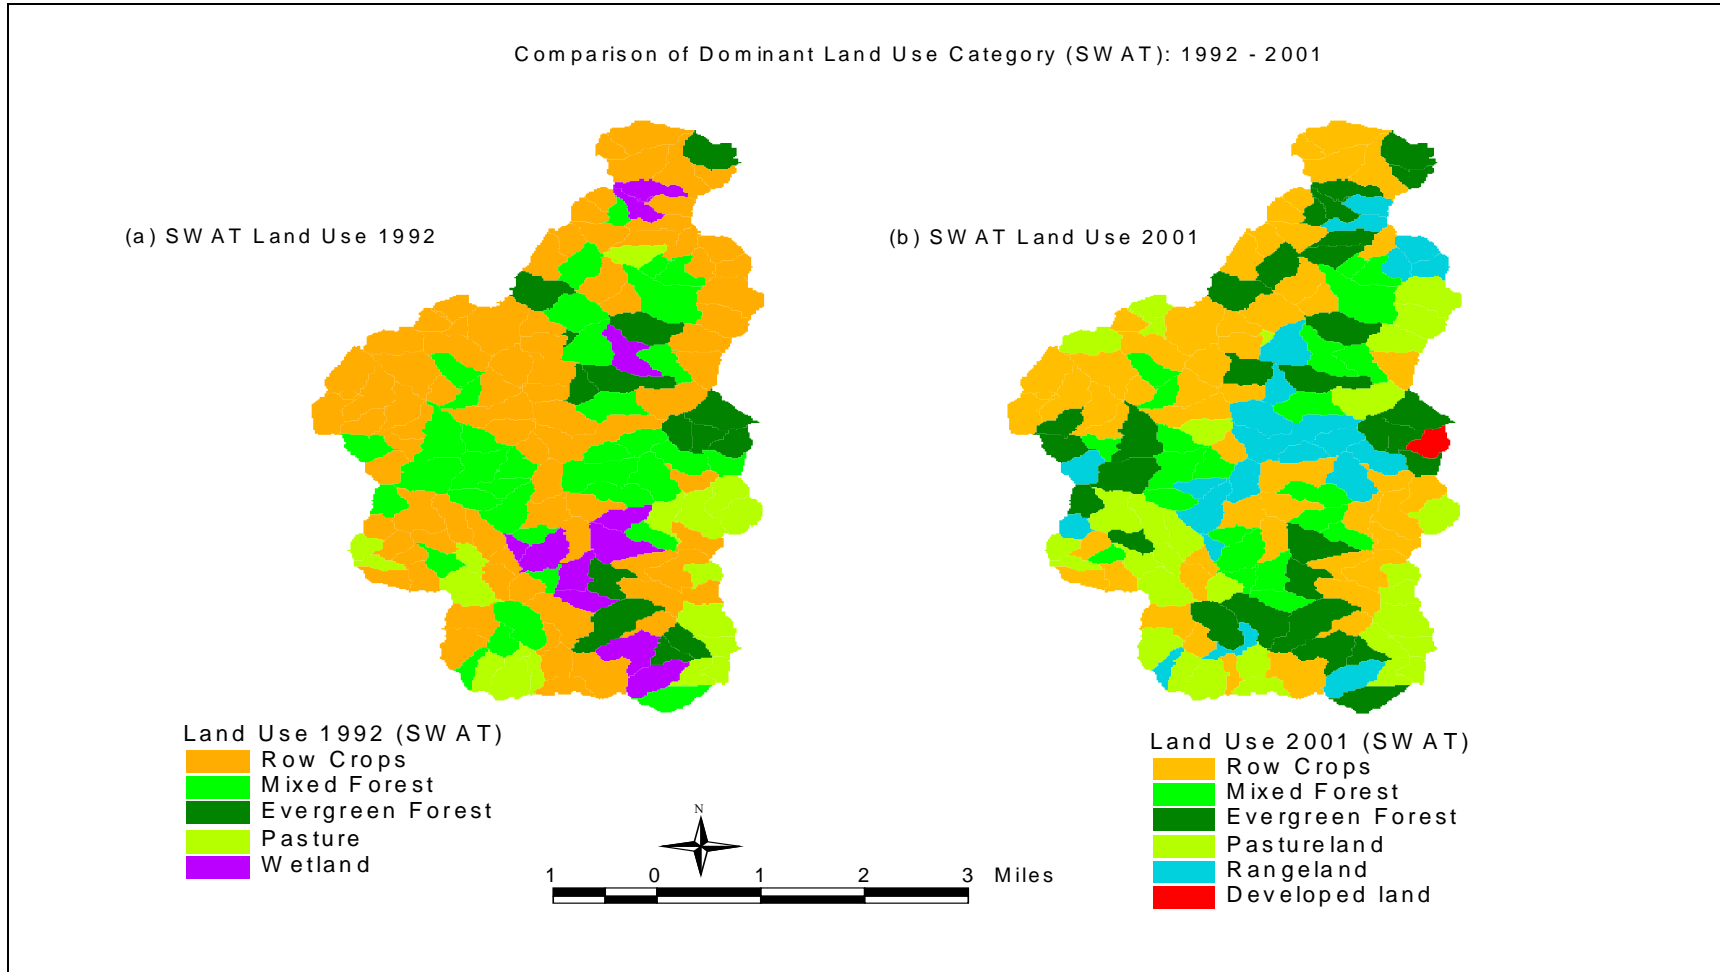 Comparison of Dominant Land Use Category (SWAT): 1992 - 2001
(a) SWAT Land Use 1992
(b) SWAT Land Use 2001
Land Use 1992 (SWAT)
Row Crops
Mixed Forest
Evergreen Forest
Pasture
Wetland
N
1 0 1 2 3 Miles
Land Use 2001 (SWAT)
Row Crops
Mixed Forest
Evergreen Forest
Pastureland
Rangeland
Developed land